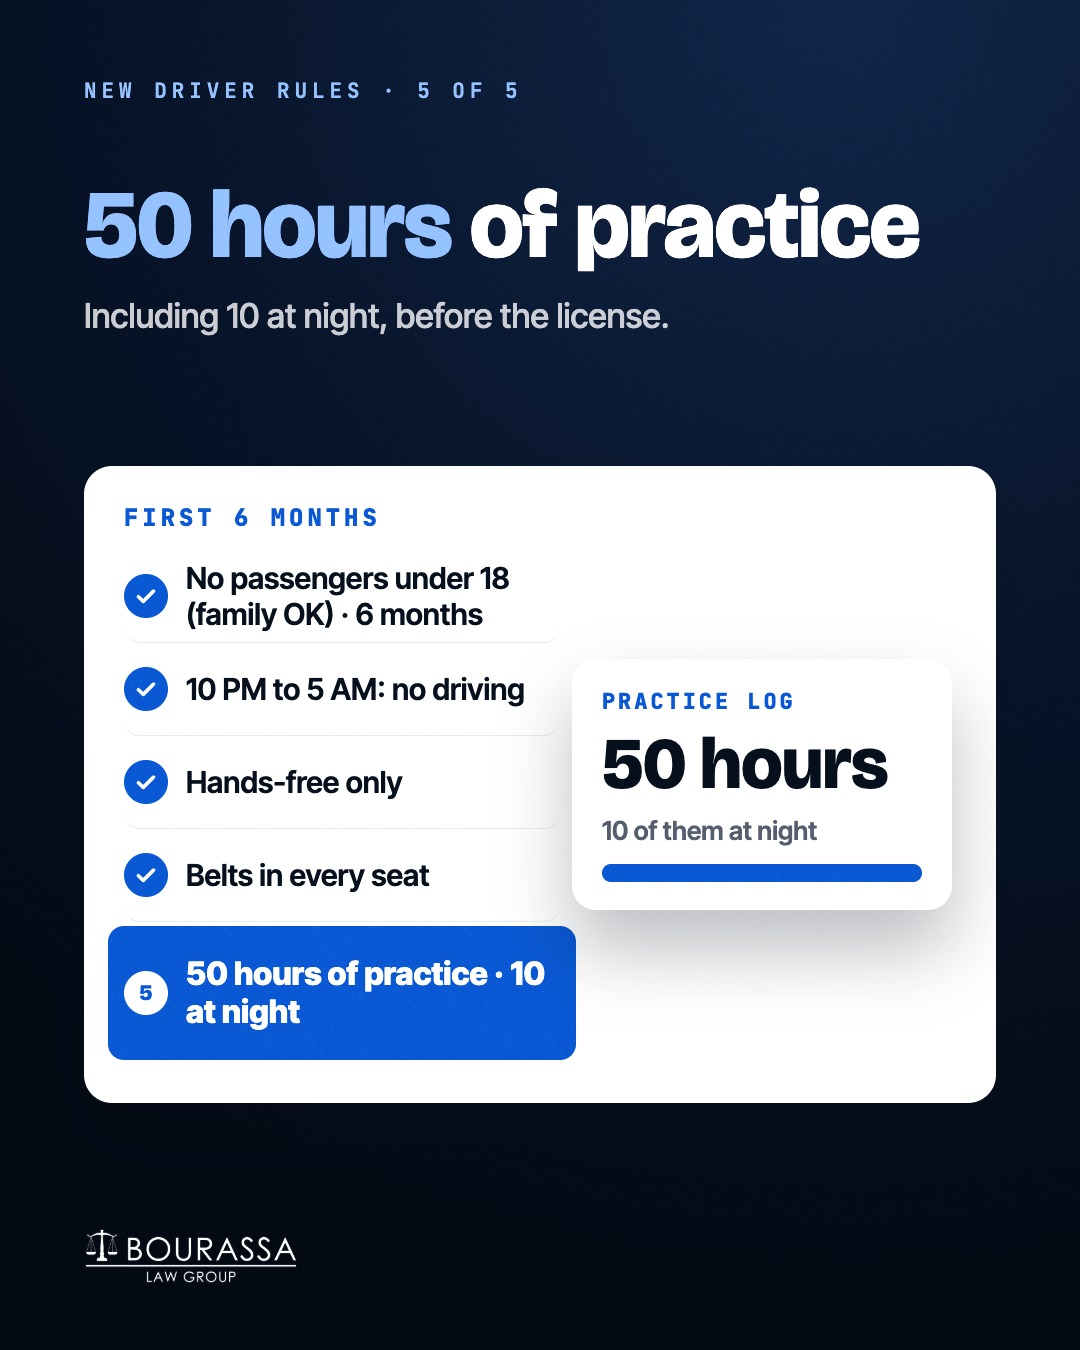 NEW DRIVER RULES · 5 OF 5
50 hours of practice
Including 10 at night, before the license.
FIRST 6 MONTHS
No passengers under 18
(family OK) · 6 months
10 PM to 5 AM: no driving
Hands-free only
Belts in every seat
5
50 hours of practice · 10
at night
PRACTICE LOG
50 hours
10 of them at night
BOURASSA
LAW GROUP